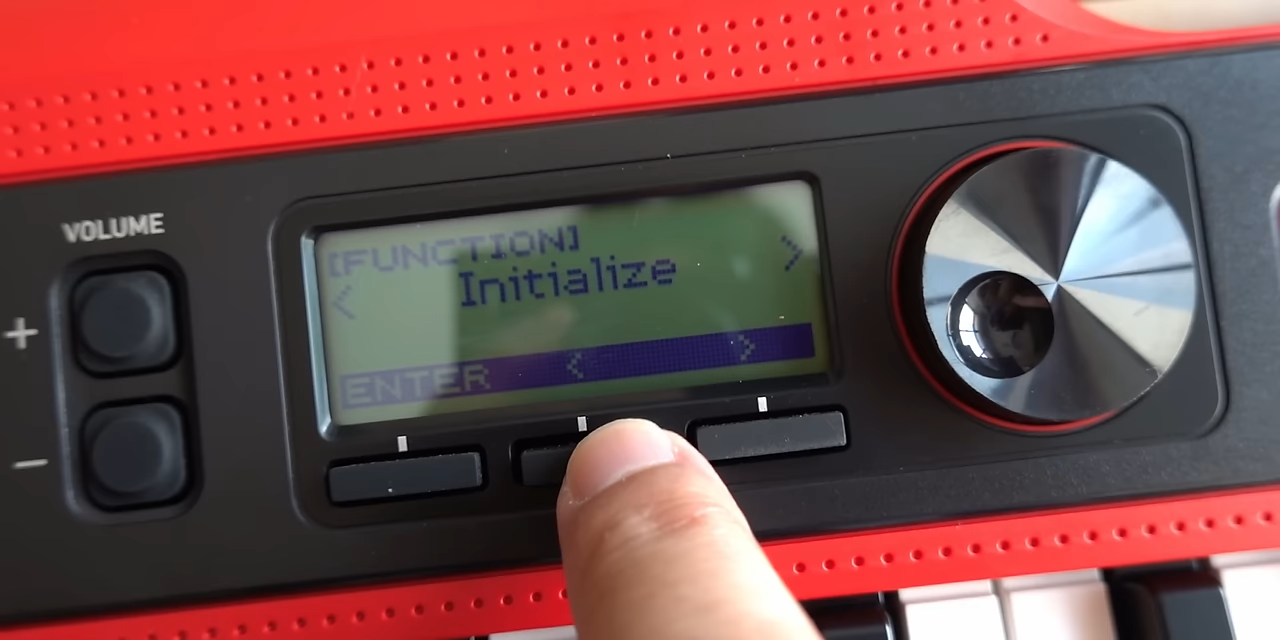 VOLUME
+
[FUNCTION]
< Initialize >
ENTER < >
−